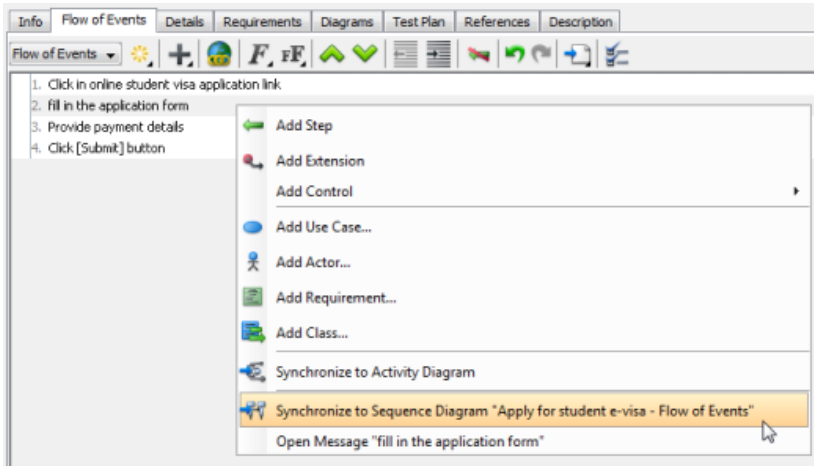 Info Flow of Events Details Requirements Diagrams Test Plan References Description
Flow of Events F FF
1. Click in online student visa application link
2. fill in the application form
3. Provide payment details
4. Click [Submit] button
Add Step
Add Extension
Add Control
Add Use Case...
Add Actor...
Add Requirement...
Add Class...
Synchronize to Activity Diagram
Synchronize to Sequence Diagram "Apply for student e-visa - Flow of Events"
Open Message "fill in the application form"